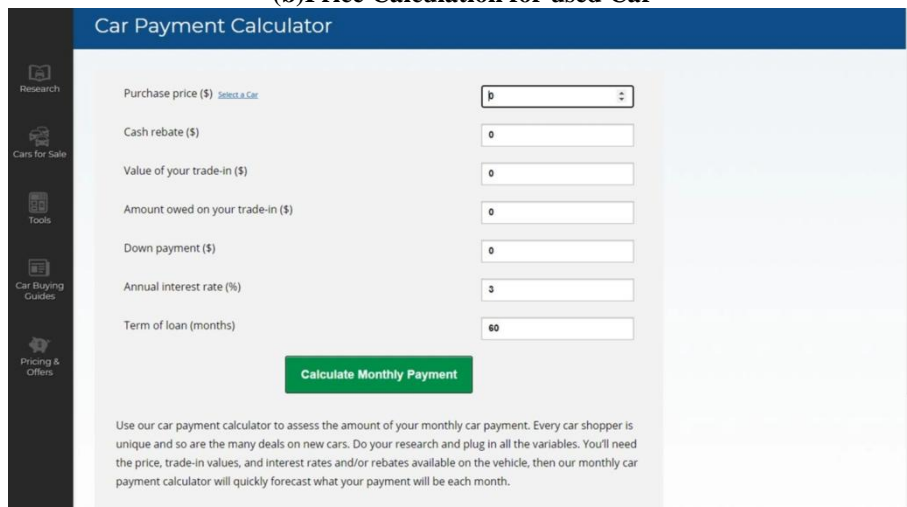 (b)Price Calculation for used Car
Car Payment Calculator
Research
Cars for Sale
Tools
Car Buying
Guides
Pricing &
Offers
Purchase price ($) Select a Car
0
Cash rebate ($)
0
Value of your trade-in ($)
0
Amount owed on your trade-in ($)
0
Down payment ($)
0
Annual interest rate (%)
3
Term of loan (months)
60
Calculate Monthly Payment
Use our car payment calculator to assess the amount of your monthly car payment. Every car shopper is
unique and so are the many deals on new cars. Do your research and plug in all the variables. You'll need
the price, trade-in values, and interest rates and/or rebates available on the vehicle, then our monthly car
payment calculator will quickly forecast what your payment will be each month.